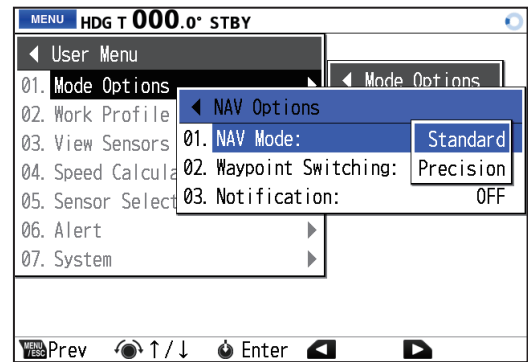 MENU HDG T 000.0° STBY
◀ User Menu
01. Mode Options ▶
◀ Mode Options
02. Work Profile
◀ NAV Options
03. View Sensors
01. NAV Mode: Standard
04. Speed Calcula
02. Waypoint Switching: Precision
05. Sensor Select
03. Notification: OFF
06. Alert ▶
07. System ▶
MENU/ESC Prev ↑/↓ Enter ◀ ▶